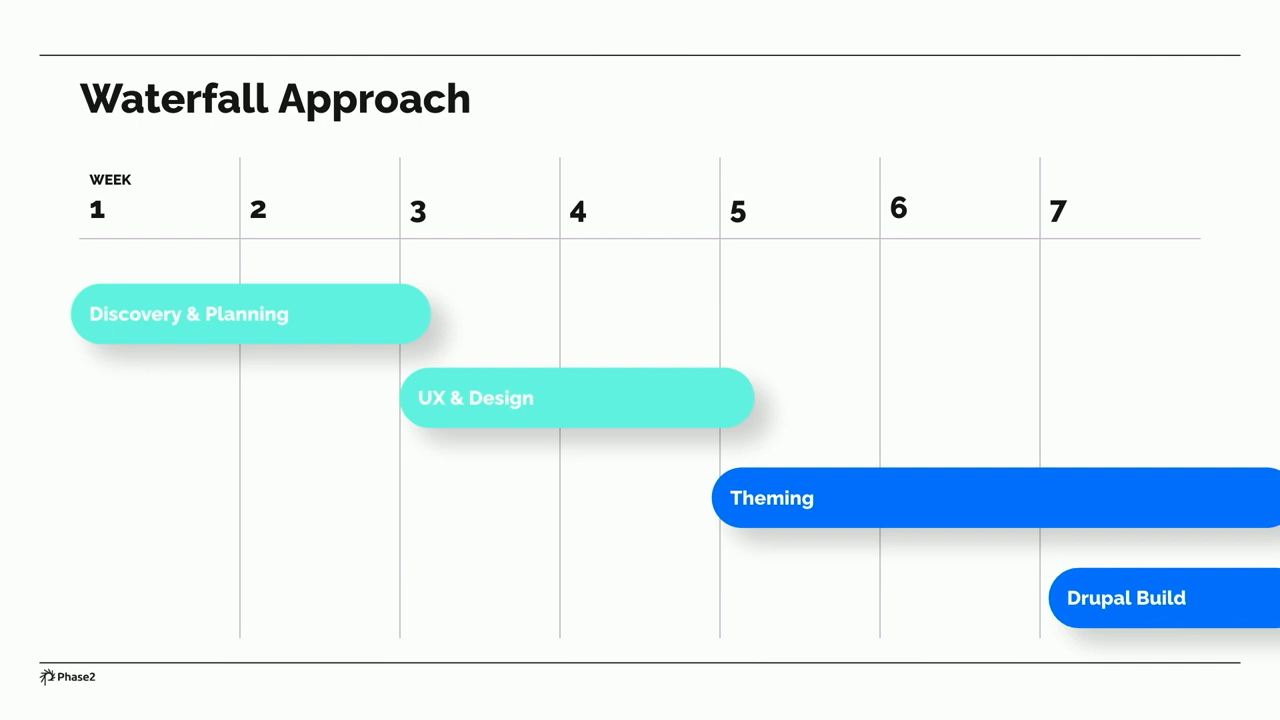 Waterfall Approach
WEEK
1 2 3 4 5 6 7
Discovery & Planning
UX & Design
Theming
Drupal Build
Phase2